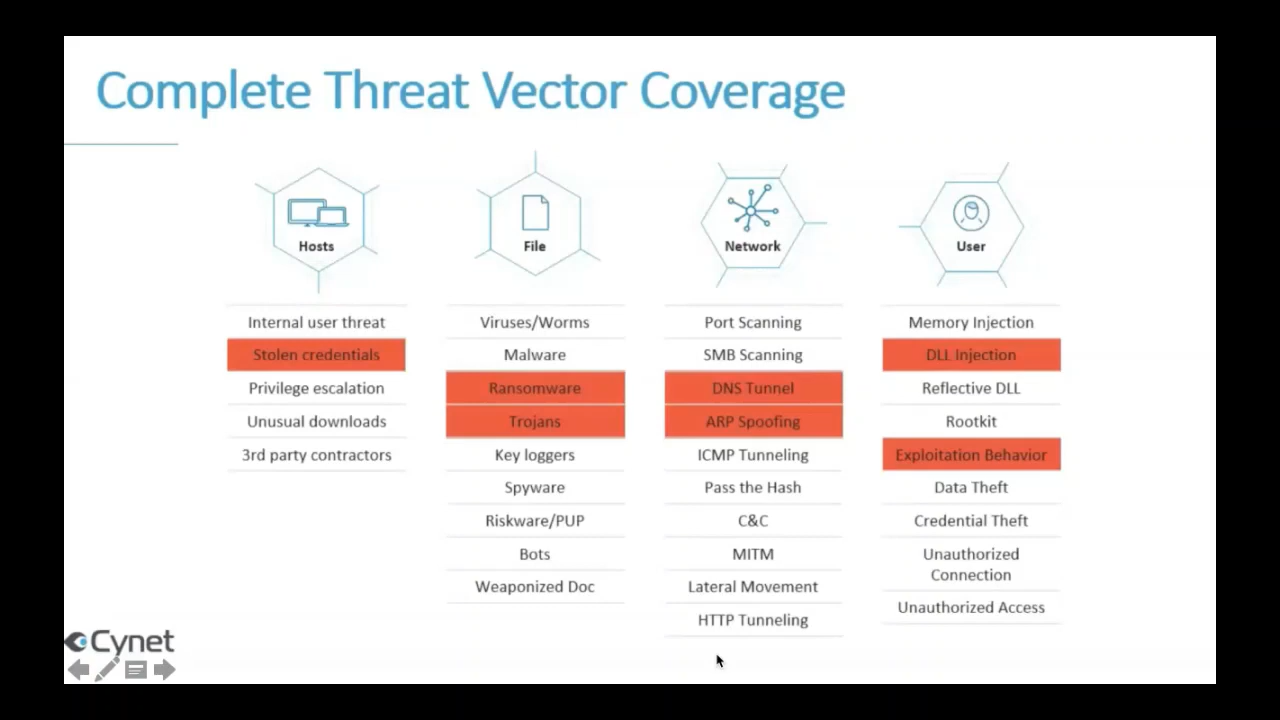 Complete Threat Vector Coverage
Hosts
Internal user threat
Stolen credentials
Privilege escalation
Unusual downloads
3rd party contractors
File
Viruses/Worms
Malware
Ransomware
Trojans
Key loggers
Spyware
Riskware/PUP
Bots
Weaponized Doc
Network
Port Scanning
SMB Scanning
DNS Tunnel
ARP Spoofing
ICMP Tunneling
Pass the Hash
C&C
MITM
Lateral Movement
HTTP Tunneling
User
Memory Injection
DLL Injection
Reflective DLL
Rootkit
Exploitation Behavior
Data Theft
Credential Theft
Unauthorized
Connection
Unauthorized Access
Cynet